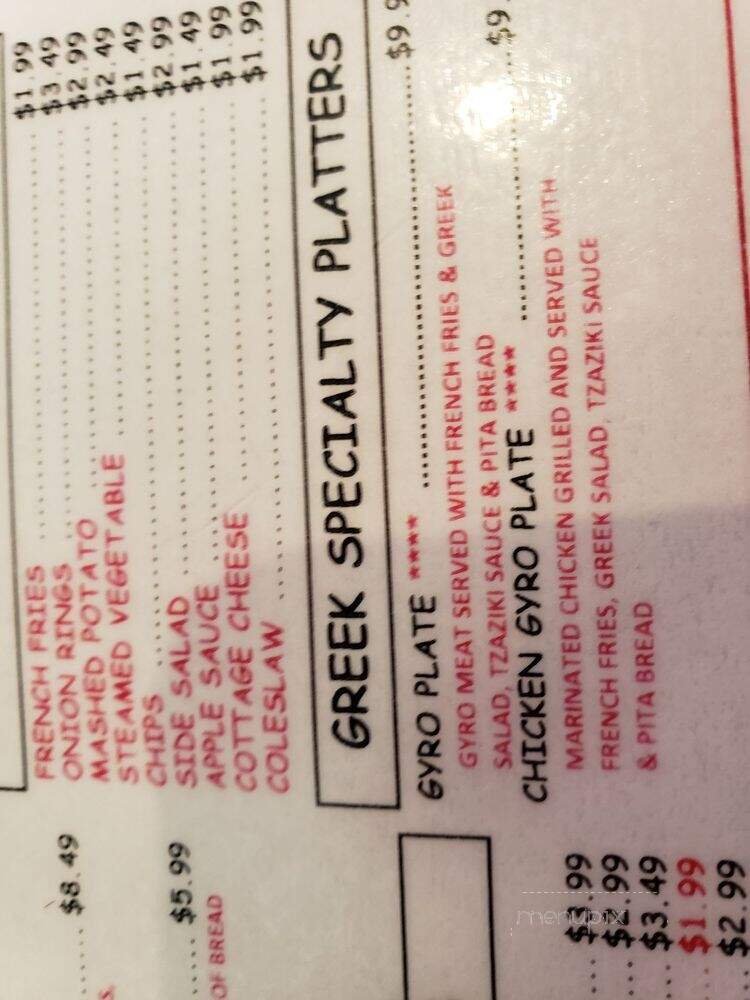 FRENCH FRIES ........ $1.99
ONION RINGS ........ $3.49
MASHED POTATO ........ $2.99
STEAMED VEGETABLE ........ $2.49
CHIPS ........ $1.49
SIDE SALAD ........ $2.99
APPLE SAUCE ........ $1.49
COTTAGE CHEESE ........ $1.99
COLESLAW ........ $1.99
GREEK SPECIALTY PLATTERS
GYRO PLATE **** ........ $9.9
GYRO MEAT SERVED WITH FRENCH FRIES & GREEK
SALAD, TZAZIKI SAUCE & PITA BREAD
CHICKEN GYRO PLATE **** ........ $9.
MARINATED CHICKEN GRILLED AND SERVED WITH
FRENCH FRIES, GREEK SALAD, TZAZIKI SAUCE
& PITA BREAD
...... $8.49
S.
...... $5.99
OF BREAD
... $3.99
... $2.99
... $3.49
... $1.99
... $2.99
menupix